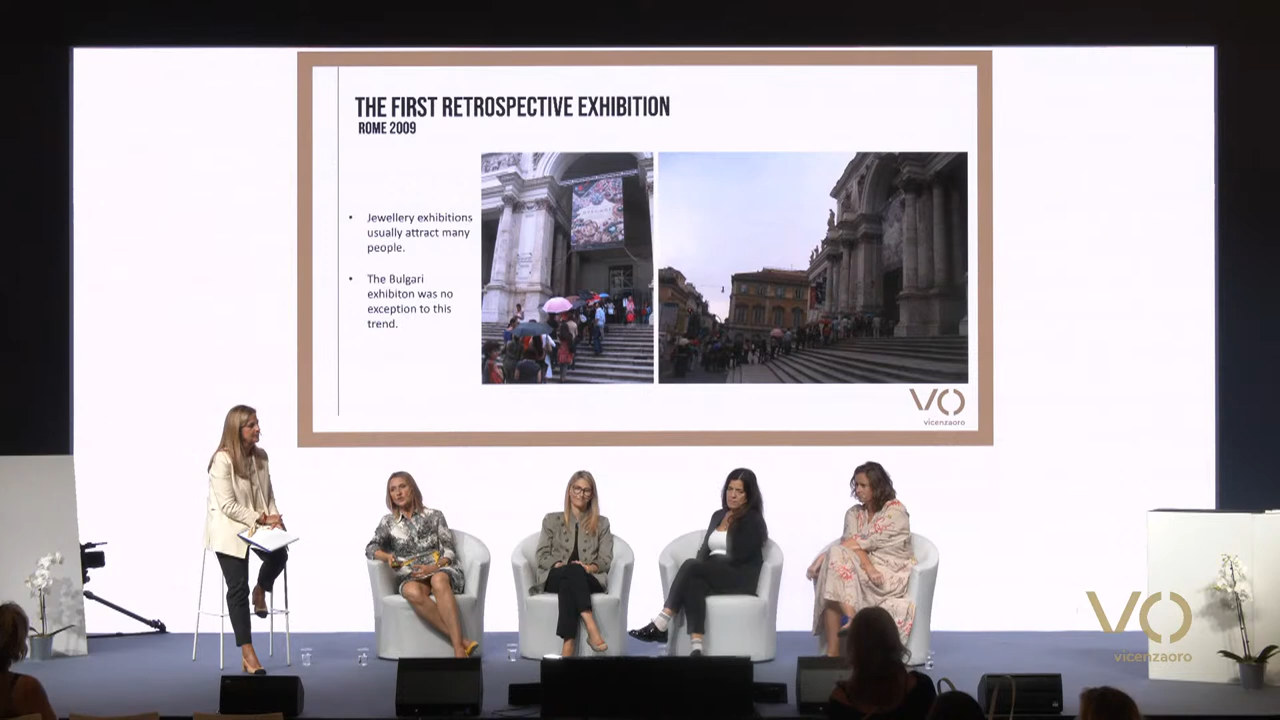 THE FIRST RETROSPECTIVE EXHIBITION
ROME 2009
• Jewellery exhibitions
usually attract many
people.
• The Bulgari
exhibiton was no
exception to this
trend.
VO
vicenzaoro
VO
vicenzaoro